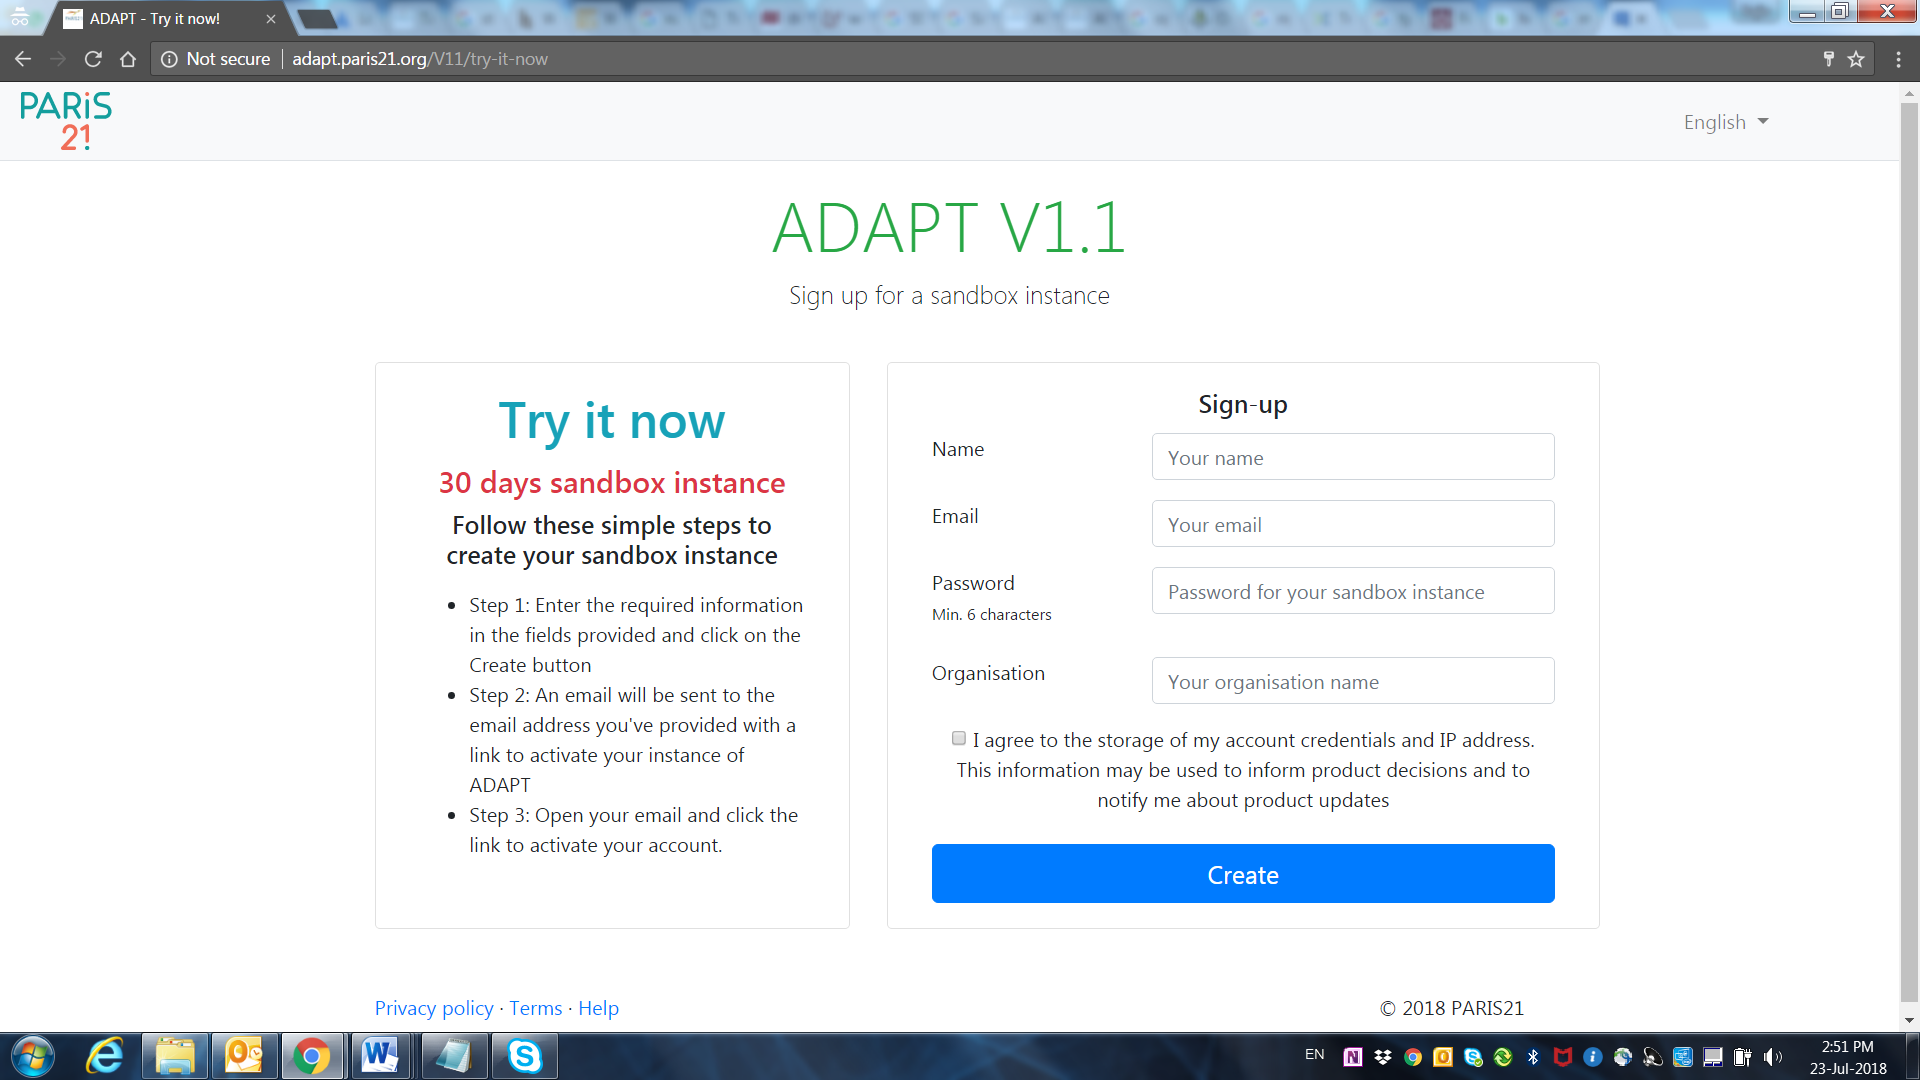 ADAPT - Try it now!
Not secure
adapt.paris21.org/V11/try-it-now
PARiS
21!
English
ADAPT V1.1
Sign up for a sandbox instance
Try it now
30 days sandbox instance
Follow these simple steps to
create your sandbox instance
Step 1: Enter the required information
in the fields provided and click on the
Create button
Step 2: An email will be sent to the
email address you've provided with a
link to activate your instance of
ADAPT
Step 3: Open your email and click the
link to activate your account.
Sign-up
Name
Your name
Email
Your email
Password
Min. 6 characters
Password for your sandbox instance
Organisation
Your organisation name
I agree to the storage of my account credentials and IP address.
This information may be used to inform product decisions and to
notify me about product updates
Create
Privacy policy · Terms · Help
© 2018 PARIS21
EN
2:51 PM
23-Jul-2018